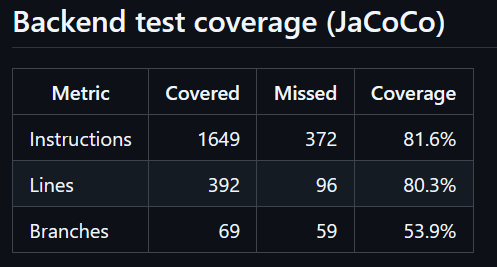 Backend test coverage (JaCoCo)
Metric Covered Missed Coverage
Instructions 1649 372 81.6%
Lines 392 96 80.3%
Branches 69 59 53.9%